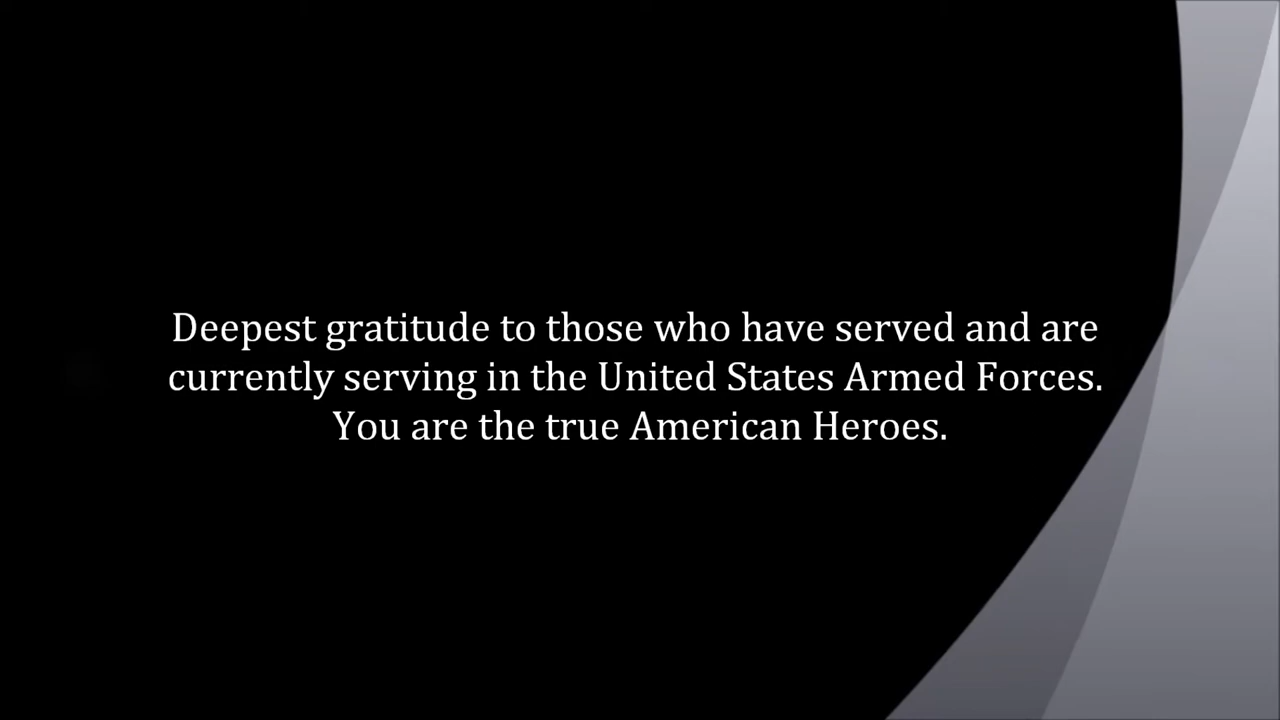 Deepest gratitude to those who have served and are
currently serving in the United States Armed Forces.
You are the true American Heroes.